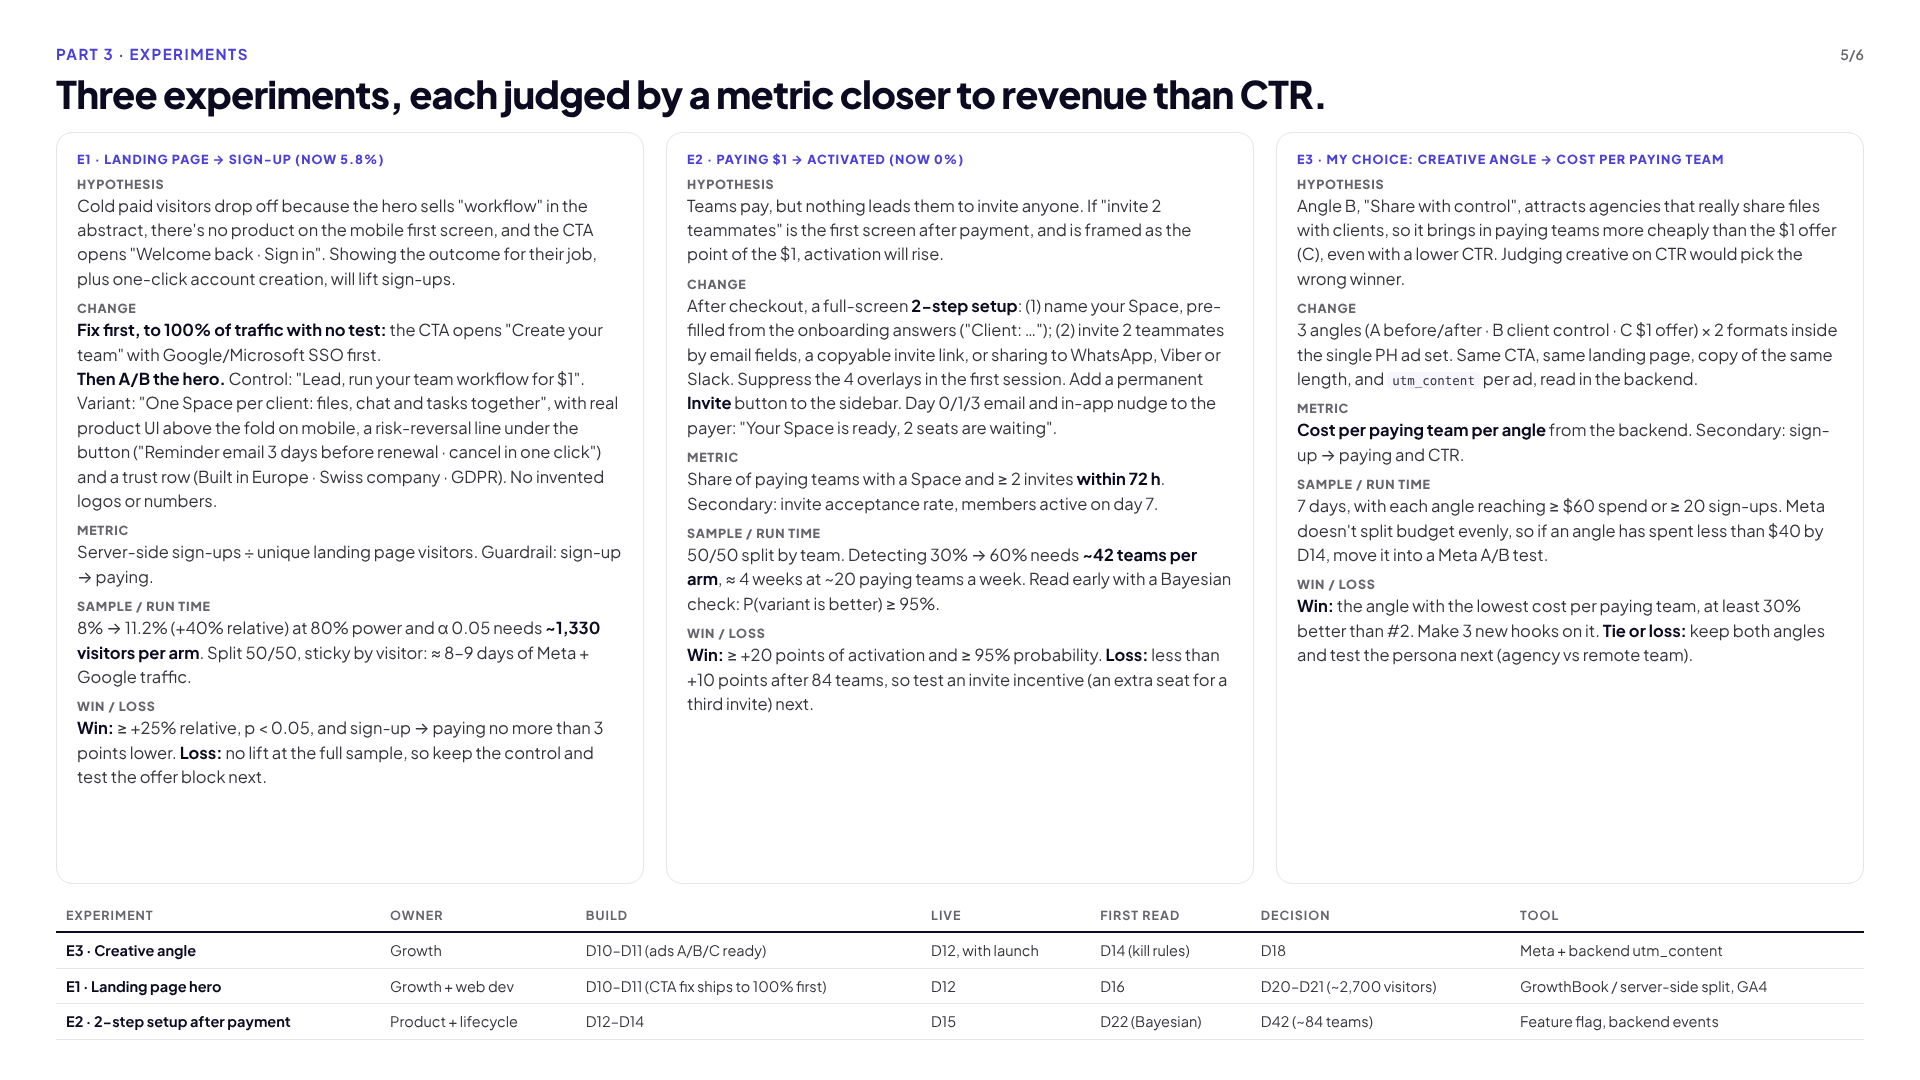 PART 3 · EXPERIMENTS
5/6
Three experiments, each judged by a metric closer to revenue than CTR.
E1 · LANDING PAGE → SIGN-UP (NOW 5.8%)
HYPOTHESIS
Cold paid visitors drop off because the hero sells "workflow" in the
abstract, there's no product on the mobile first screen, and the CTA
opens "Welcome back · Sign in". Showing the outcome for their job,
plus one-click account creation, will lift sign-ups.
CHANGE
Fix first, to 100% of traffic with no test: the CTA opens "Create your
team" with Google/Microsoft SSO first.
Then A/B the hero. Control: "Lead, run your team workflow for $1".
Variant: "One Space per client: files, chat and tasks together", with real
product UI above the fold on mobile, a risk-reversal line under the
button ("Reminder email 3 days before renewal · cancel in one click")
and a trust row (Built in Europe · Swiss company · GDPR). No invented
logos or numbers.
METRIC
Server-side sign-ups ÷ unique landing page visitors. Guardrail: sign-up
→ paying.
SAMPLE / RUN TIME
8% → 11.2% (+40% relative) at 80% power and α 0.05 needs ~1,330
visitors per arm. Split 50/50, sticky by visitor: ≈ 8–9 days of Meta +
Google traffic.
WIN / LOSS
Win: ≥ +25% relative, p < 0.05, and sign-up → paying no more than 3
points lower. Loss: no lift at the full sample, so keep the control and
test the offer block next.
E2 · PAYING $1 → ACTIVATED (NOW 0%)
HYPOTHESIS
Teams pay, but nothing leads them to invite anyone. If "invite 2
teammates" is the first screen after payment, and is framed as the
point of the $1, activation will rise.
CHANGE
After checkout, a full-screen 2-step setup: (1) name your Space, pre-
filled from the onboarding answers ("Client: …"); (2) invite 2 teammates
by email fields, a copyable invite link, or sharing to WhatsApp, Viber or
Slack. Suppress the 4 overlays in the first session. Add a permanent
Invite button to the sidebar. Day 0/1/3 email and in-app nudge to the
payer: "Your Space is ready, 2 seats are waiting".
METRIC
Share of paying teams with a Space and ≥ 2 invites within 72 h.
Secondary: invite acceptance rate, members active on day 7.
SAMPLE / RUN TIME
50/50 split by team. Detecting 30% → 60% needs ~42 teams per
arm, ≈ 4 weeks at ~20 paying teams a week. Read early with a Bayesian
check: P(variant is better) ≥ 95%.
WIN / LOSS
Win: ≥ +20 points of activation and ≥ 95% probability. Loss: less than
+10 points after 84 teams, so test an invite incentive (an extra seat for a
third invite) next.
E3 · MY CHOICE: CREATIVE ANGLE → COST PER PAYING TEAM
HYPOTHESIS
Angle B, "Share with control", attracts agencies that really share files
with clients, so it brings in paying teams more cheaply than the $1 offer
(C), even with a lower CTR. Judging creative on CTR would pick the
wrong winner.
CHANGE
3 angles (A before/after · B client control · C $1 offer) × 2 formats inside
the single PH ad set. Same CTA, same landing page, copy of the same
length, and utm_content per ad, read in the backend.
METRIC
Cost per paying team per angle from the backend. Secondary: sign-
up → paying and CTR.
SAMPLE / RUN TIME
7 days, with each angle reaching ≥ $60 spend or ≥ 20 sign-ups. Meta
doesn't split budget evenly, so if an angle has spent less than $40 by
D14, move it into a Meta A/B test.
WIN / LOSS
Win: the angle with the lowest cost per paying team, at least 30%
better than #2. Make 3 new hooks on it. Tie or loss: keep both angles
and test the persona next (agency vs remote team).
EXPERIMENT OWNER BUILD LIVE FIRST READ DECISION TOOL
E3 · Creative angle Growth D10–D11 (ads A/B/C ready) D12, with launch D14 (kill rules) D18 Meta + backend utm_content
E1 · Landing page hero Growth + web dev D10–D11 (CTA fix ships to 100% first) D12 D16 D20–D21 (~2,700 visitors) GrowthBook / server-side split, GA4
E2 · 2-step setup after payment Product + lifecycle D12–D14 D15 D22 (Bayesian) D42 (~84 teams) Feature flag, backend events